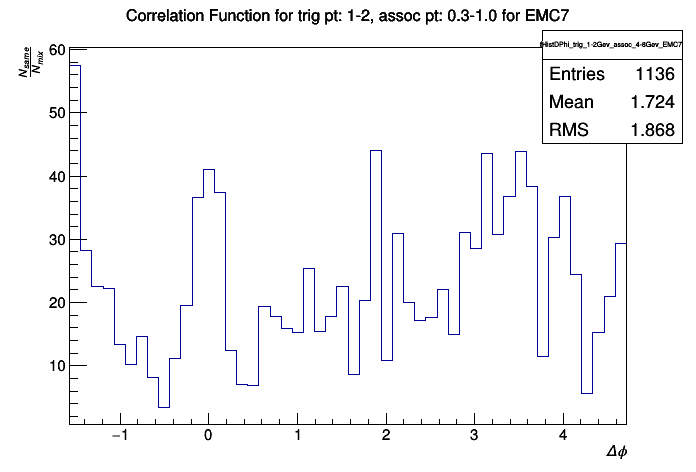 Correlation Function for trig pt: 1-2, assoc pt: 0.3-1.0 for EMC7
fHistDPhi_trig_1-2Gev_assoc_4-8Gev_EMC7
Entries 1136
Mean 1.724
RMS 1.868
N_same
N_mix
60
50
40
30
20
10
−1 0 1 2 3 4
Δϕ